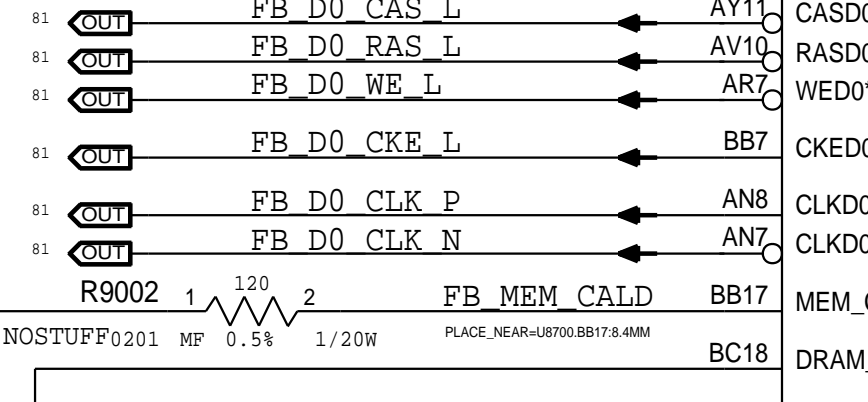 81 OUT FB_D0_CAS_L AY11 CASD0
81 OUT FB_D0_RAS_L AV10 RASD0
81 OUT FB_D0_WE_L AR7 WED0*
81 OUT FB_D0_CKE_L BB7 CKED0
81 OUT FB_D0_CLK_P AN8 CLKD0
81 OUT FB_D0_CLK_N AN7 CLKD0
R9002 1 120 2 FB_MEM_CALD BB17 MEM_
NOSTUFF 0201 MF 0.5% 1/20W PLACE_NEAR=U8700.BB17:8.4MM
BC18 DRAM_